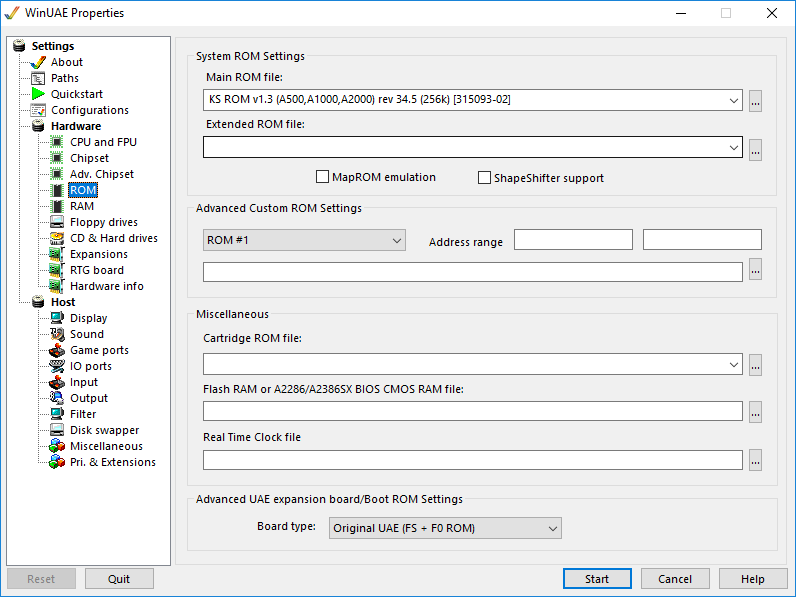 WinUAE Properties
Settings
About
Paths
Quickstart
Configurations
Hardware
CPU and FPU
Chipset
Adv. Chipset
ROM
RAM
Floppy drives
CD & Hard drives
Expansions
RTG board
Hardware info
Host
Display
Sound
Game ports
IO ports
Input
Output
Filter
Disk swapper
Miscellaneous
Pri. & Extensions
System ROM Settings
Main ROM file:
KS ROM v1.3 (A500,A1000,A2000) rev 34.5 (256k) [315093-02]
...
Extended ROM file:
...
MapROM emulation
ShapeShifter support
Advanced Custom ROM Settings
ROM #1
Address range
...
Miscellaneous
Cartridge ROM file:
...
Flash RAM or A2286/A2386SX BIOS CMOS RAM file:
...
Real Time Clock file
...
Advanced UAE expansion board/Boot ROM Settings
Board type:
Original UAE (FS + F0 ROM)
Reset
Quit
Start
Cancel
Help